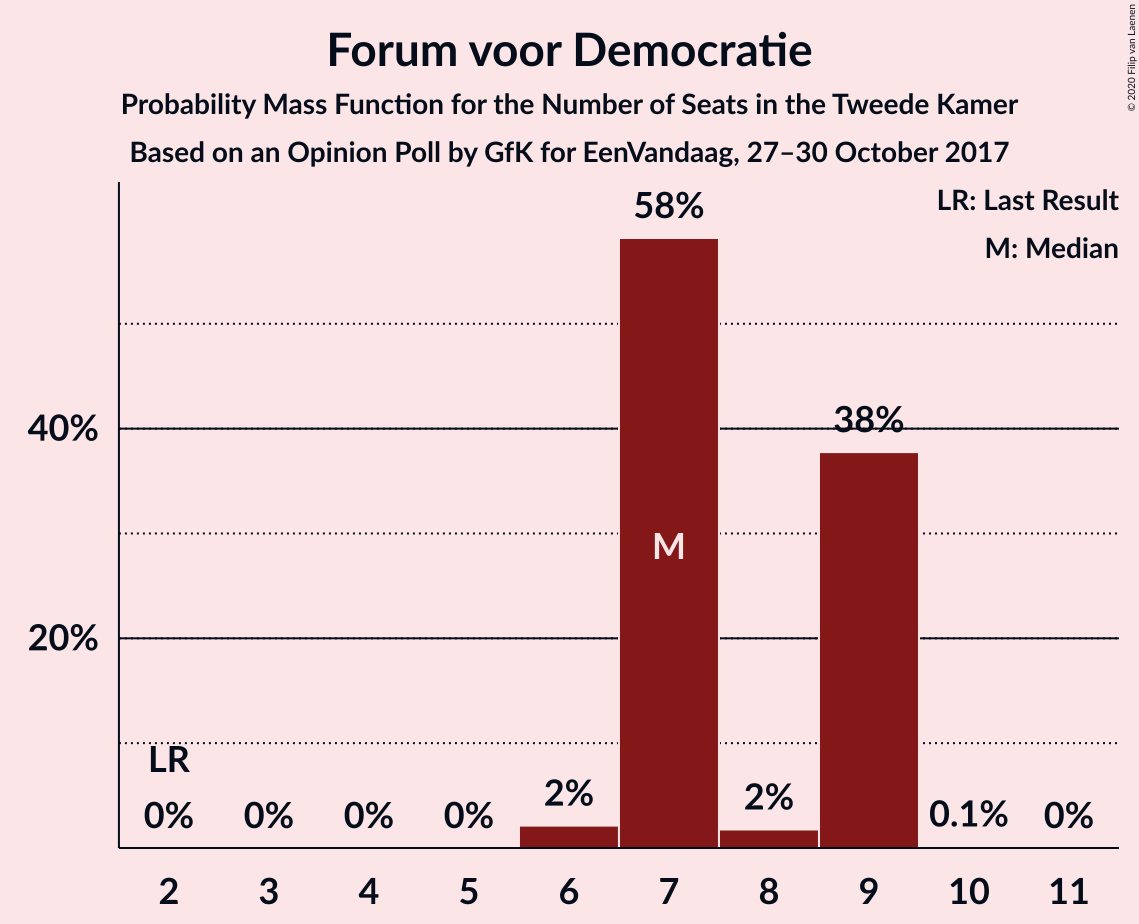 Forum voor Democratie
Probability Mass Function for the Number of Seats in the Tweede Kamer
Based on an Opinion Poll by GfK for EenVandaag, 27–30 October 2017
© 2020 Filip van Laenen
LR: Last Result
M: Median
58%
40%
38%
M
20%
LR
0%
0%
0%
0%
2%
2%
0.1%
0%
2 3 4 5 6 7 8 9 10 11